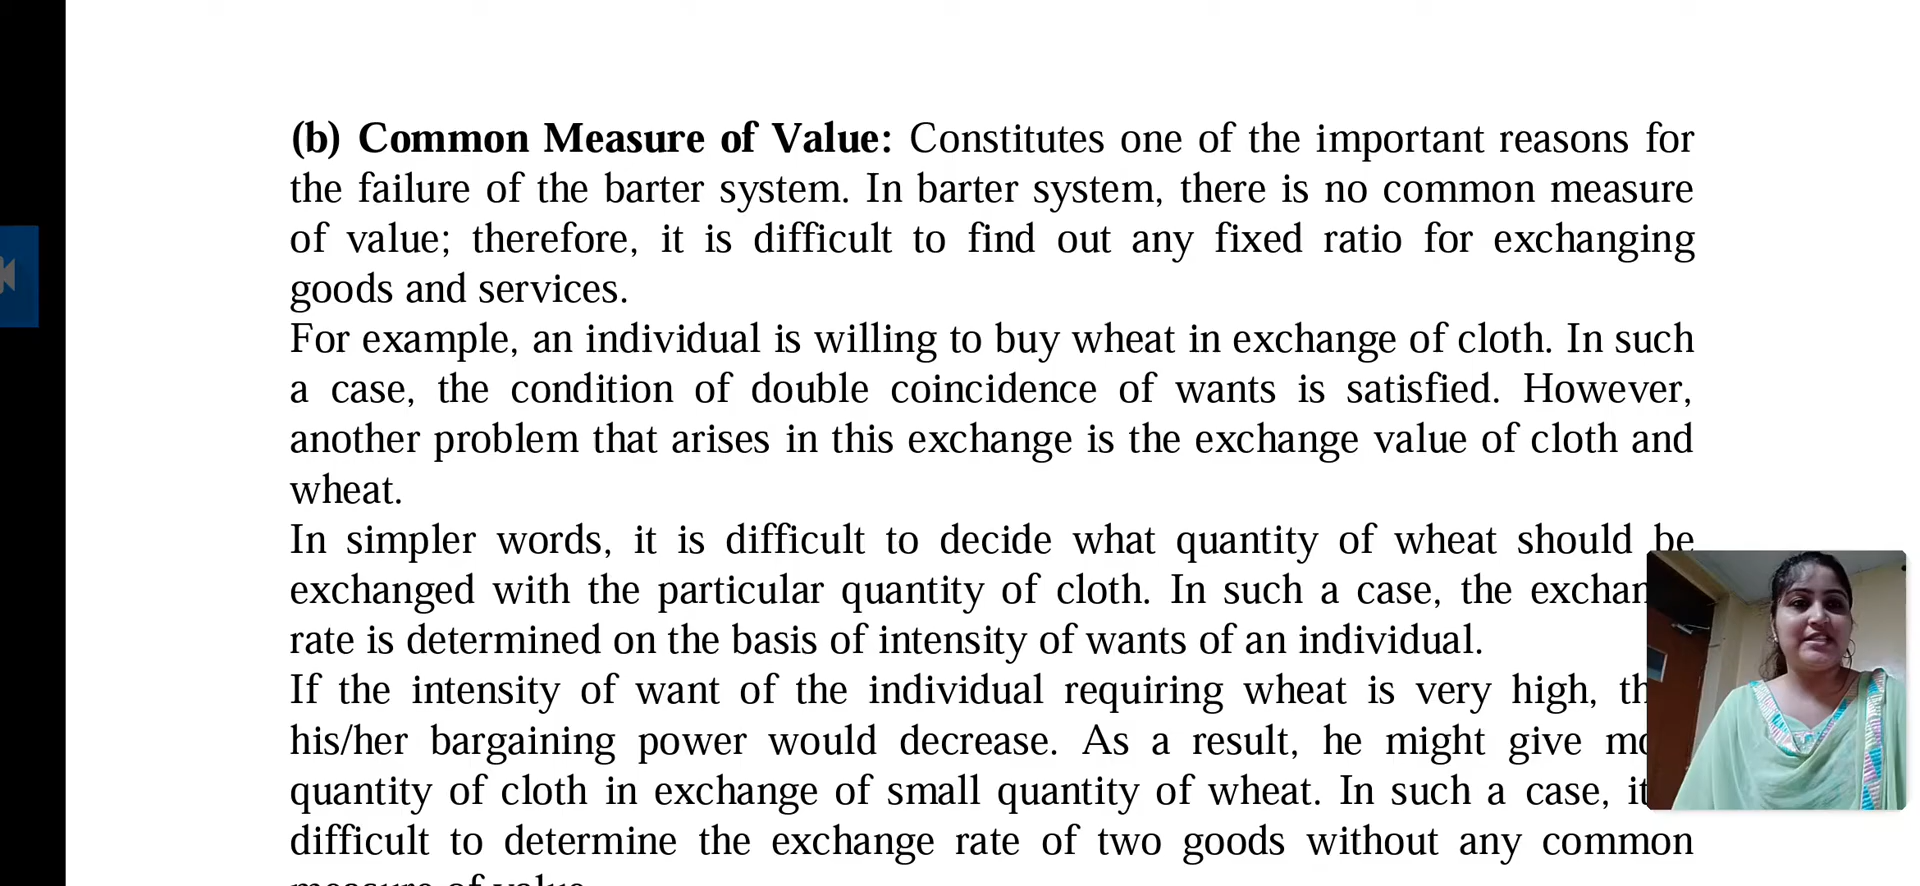 (b) Common Measure of Value: Constitutes one of the important reasons for
the failure of the barter system. In barter system, there is no common measure
of value; therefore, it is difficult to find out any fixed ratio for exchanging
goods and services.
For example, an individual is willing to buy wheat in exchange of cloth. In such
a case, the condition of double coincidence of wants is satisfied. However,
another problem that arises in this exchange is the exchange value of cloth and
wheat.
In simpler words, it is difficult to decide what quantity of wheat should be
exchanged with the particular quantity of cloth. In such a case, the exchan
rate is determined on the basis of intensity of wants of an individual.
If the intensity of want of the individual requiring wheat is very high,
his/her bargaining power would decrease. As a result, he might give
quantity of cloth in exchange of small quantity of wheat. In such a case, it
difficult to determine the exchange rate of two goods without any common
measure of value